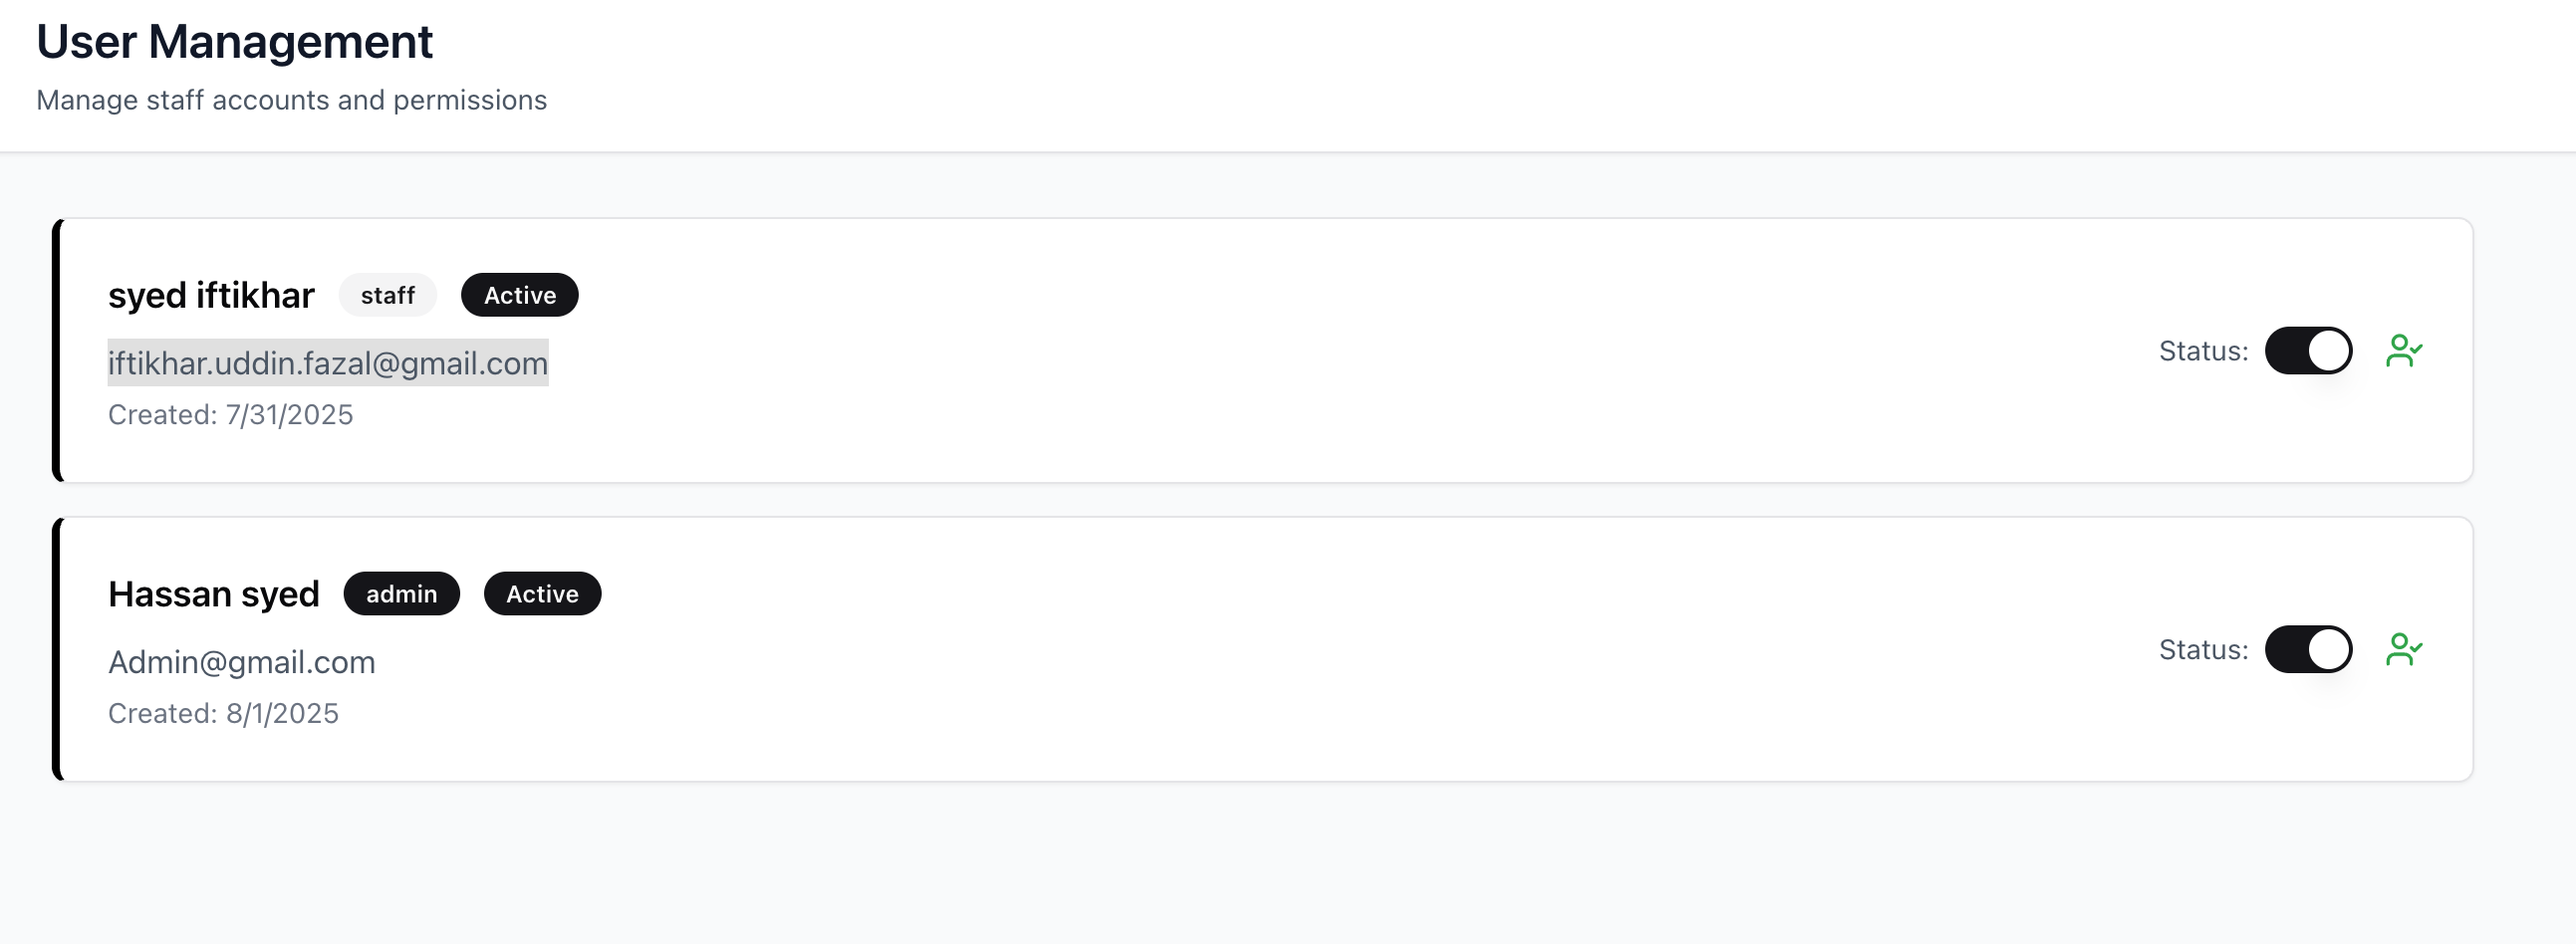 User Management
Manage staff accounts and permissions
syed iftikhar staff Active
iftikhar.uddin.fazal@gmail.com
Created: 7/31/2025
Status:
Hassan syed admin Active
Admin@gmail.com
Created: 8/1/2025
Status: